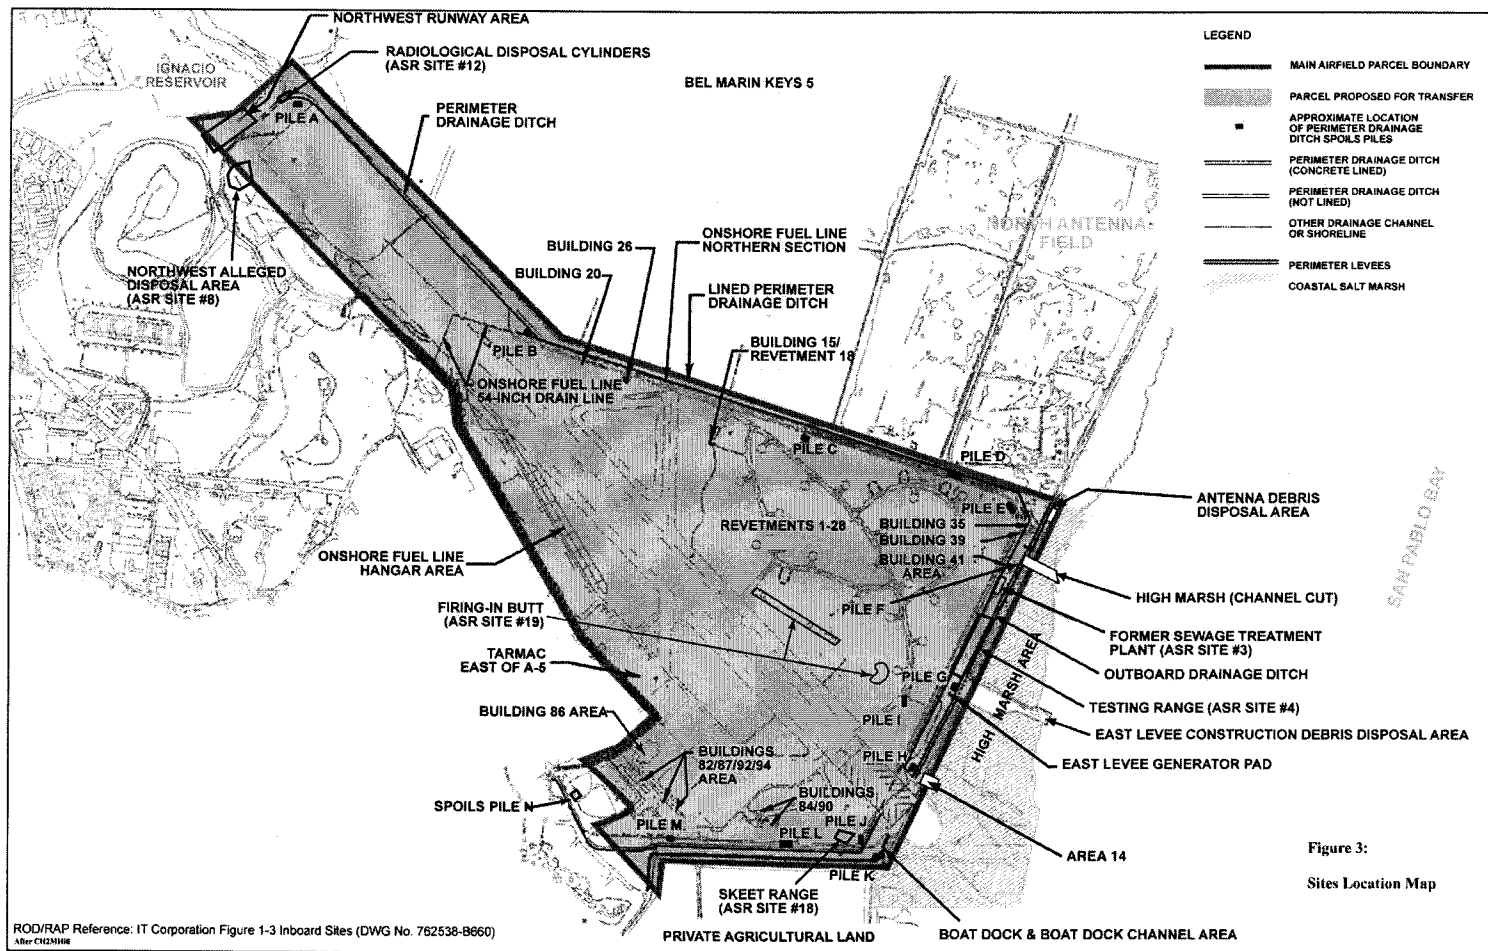 NORTHWEST RUNWAY AREA
RADIOLOGICAL DISPOSAL CYLINDERS
(ASR SITE #12)
IGNACIO
RESERVOIR
BEL MARIN KEYS 5
PILE A
PERIMETER
DRAINAGE DITCH
LEGEND
MAIN AIRFIELD PARCEL BOUNDARY
PARCEL PROPOSED FOR TRANSFER
APPROXIMATE LOCATION
OF PERIMETER DRAINAGE
DITCH SPOILS PILES
PERIMETER DRAINAGE DITCH
(CONCRETE LINED)
PERIMETER DRAINAGE DITCH
(NOT LINED)
OTHER DRAINAGE CHANNEL
OR SHORELINE
PERIMETER LEVEES
COASTAL SALT MARSH
NORTH ANTENNA
FIELD
NORTHWEST ALLEGED
DISPOSAL AREA
(ASR SITE #8)
BUILDING 26
BUILDING 20
ONSHORE FUEL LINE
NORTHERN SECTION
LINED PERIMETER
DRAINAGE DITCH
PILE B
BUILDING 15/
REVETMENT 18
ONSHORE FUEL LINE
54-INCH DRAIN LINE
PILE C
PILE D
PILE E
ANTENNA DEBRIS
DISPOSAL AREA
SAN PABLO BAY
REVETMENTS 1-28
BUILDING 35
BUILDING 39
BUILDING 41
AREA
ONSHORE FUEL LINE
HANGAR AREA
PILE F
HIGH MARSH (CHANNEL CUT)
FIRING-IN BUTT
(ASR SITE #19)
FORMER SEWAGE TREATMENT
PLANT (ASR SITE #3)
TARMAC
EAST OF A-5
PILE G
OUTBOARD DRAINAGE DITCH
HIGH MARSH AREA
TESTING RANGE (ASR SITE #4)
PILE I
BUILDING 86 AREA
EAST LEVEE CONSTRUCTION DEBRIS DISPOSAL AREA
BUILDINGS
82/87/92/94
AREA
PILE H
EAST LEVEE GENERATOR PAD
SPOILS PILE N
BUILDINGS
84/90
PILE M
PILE L
PILE J
AREA 14
PILE K
SKEET RANGE
(ASR SITE #18)
Figure 3:
Sites Location Map
PRIVATE AGRICULTURAL LAND
BOAT DOCK & BOAT DOCK CHANNEL AREA
ROD/RAP Reference: IT Corporation Figure 1-3 Inboard Sites (DWG No. 762538-B660)
After CH2MHill